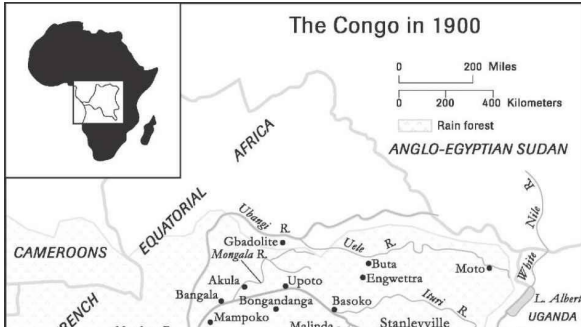 The Congo in 1900
0 200 Miles
0 200 400 Kilometers
Rain forest
ANGLO-EGYPTIAN SUDAN
AFRICA
EQUATORIAL
CAMEROONS
Ubangi R.
Gbadolite
Mongala R.
Uele R.
Buta
Engwettra
Moto
White Nile R.
Akula
Upoto
Bangala
Bongandanga
Basoko
Ituri R.
L. Albert
UGANDA
Mampoko
Stanleyville